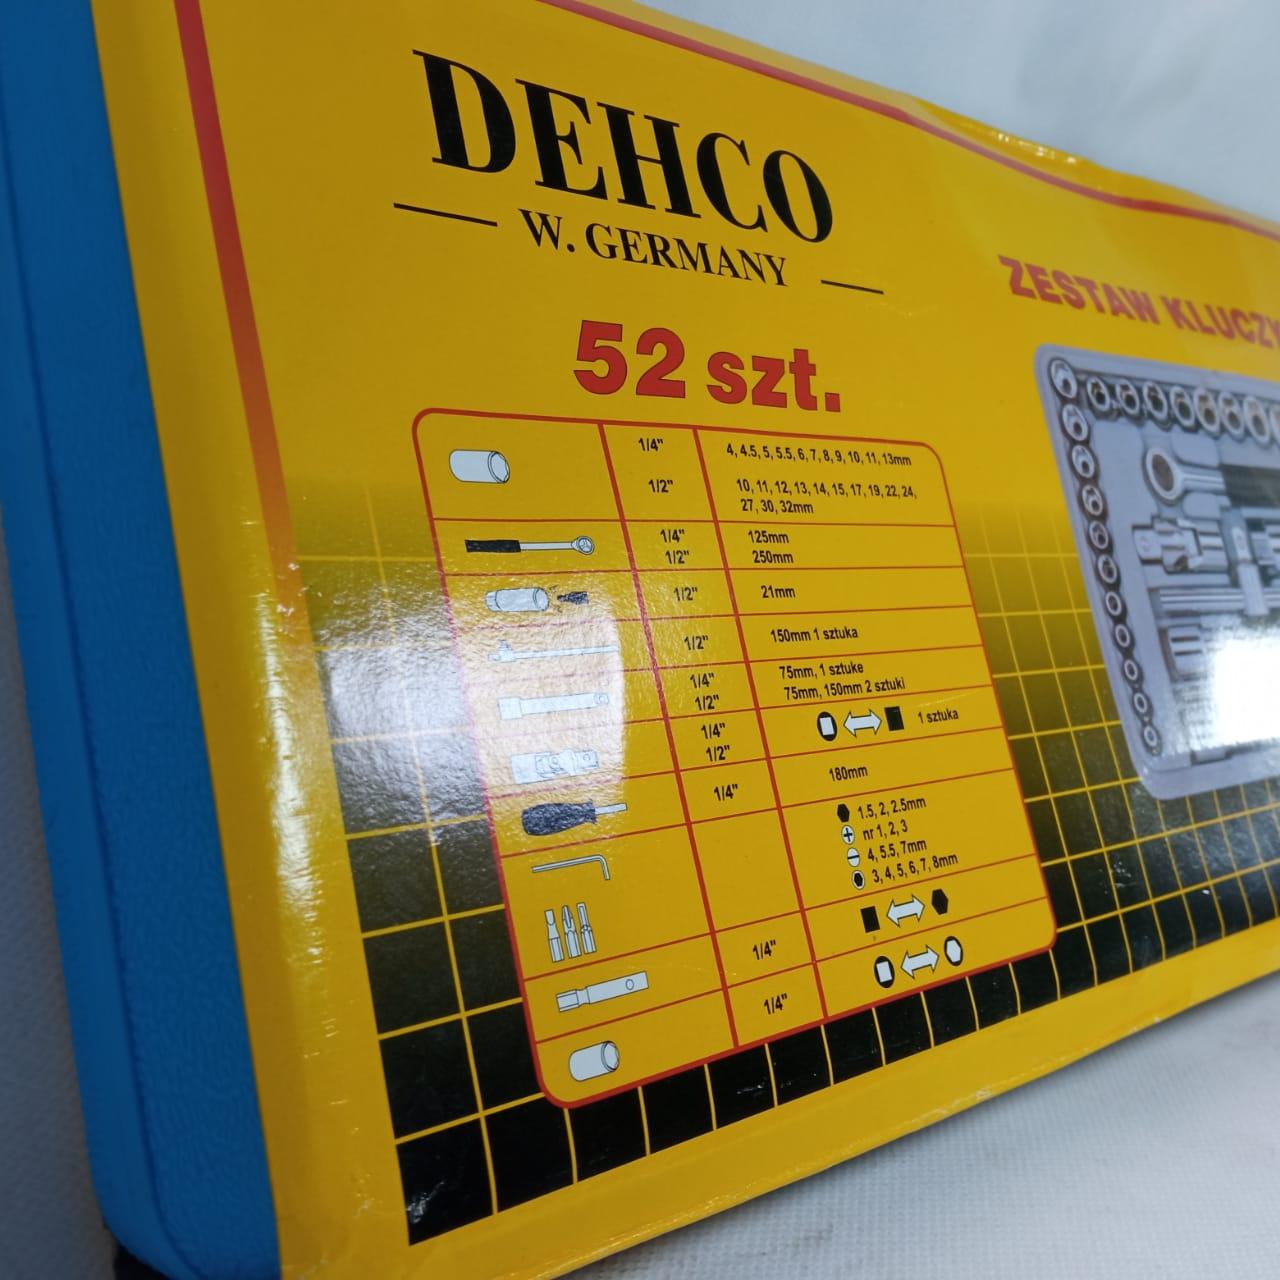 DEHCO
W. GERMANY
52 szt.
ZESTAW KLUCZY
1/4" 4, 4.5, 5, 5.5, 6, 7, 8, 9, 10, 11, 13mm
1/2" 10, 11, 12, 13, 14, 15, 17, 19, 22, 24,
27, 30, 32mm
1/4" 125mm
1/2" 250mm
1/2" 21mm
1/2" 150mm 1 sztuka
1/4" 75mm, 1 sztuke
1/2" 75mm, 150mm 2 sztuki
1/4" 1 sztuka
1/2"
1/4" 180mm
1.5, 2, 2.5mm
nr 1, 2, 3
4, 5.5, 7mm
3, 4, 5, 6, 7, 8mm
1/4"
1/4"